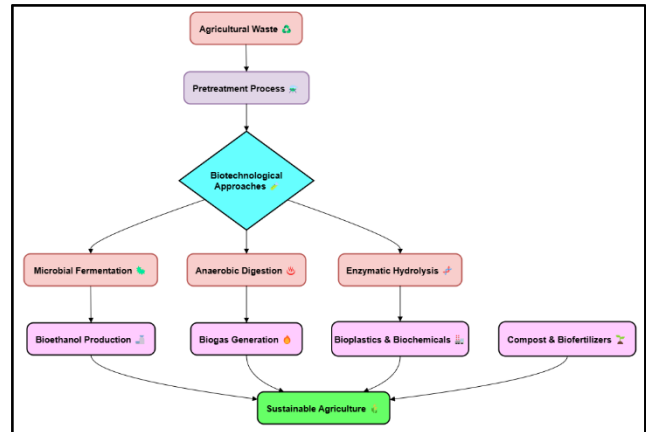 Agricultural Waste ♻️
Pretreatment Process
Biotechnological
Approaches
Microbial Fermentation
Anaerobic Digestion
Enzymatic Hydrolysis
Bioethanol Production
Biogas Generation
Bioplastics & Biochemicals
Compost & Biofertilizers
Sustainable Agriculture